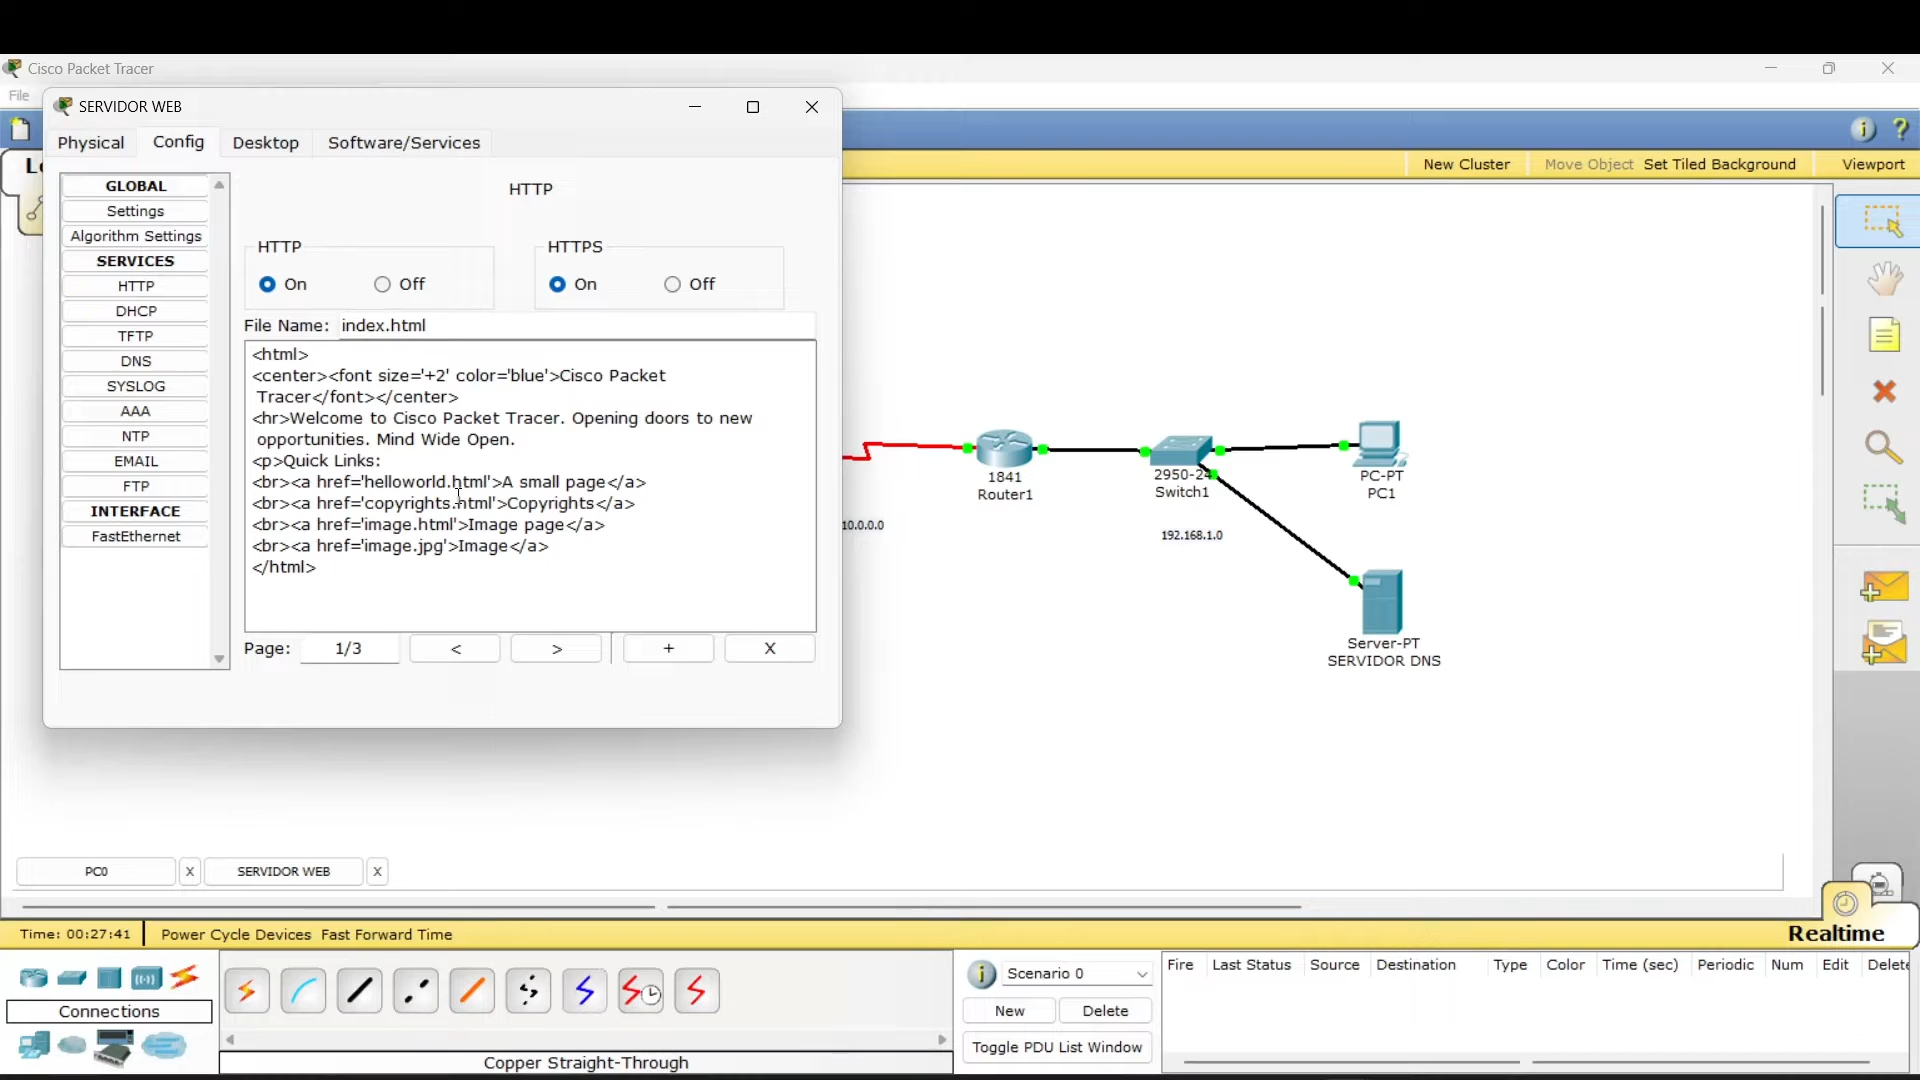 Cisco Packet Tracer
File
SERVIDOR WEB
Physical
Config
Desktop
Software/Services
New Cluster
Move Object
Set Tiled Background
Viewport
GLOBAL
Settings
Algorithm Settings
SERVICES
HTTP
DHCP
TFTP
DNS
SYSLOG
AAA
NTP
EMAIL
FTP
INTERFACE
FastEthernet
HTTP
HTTP
On
Off
HTTPS
On
Off
File Name: index.html
<html>
<center><font size='+2' color='blue'>Cisco Packet
Tracer</font></center>
<hr>Welcome to Cisco Packet Tracer. Opening doors to new
opportunities. Mind Wide Open.
<p>Quick Links:
<br><a href='helloworld.html'>A small page</a>
<br><a href='copyrights.html'>Copyrights</a>
<br><a href='image.html'>Image page</a>
<br><a href='image.jpg'>Image</a>
</html>
Page: 1/3 < > + X
1841
Router1
2950-24
Switch1
PC-PT
PC1
10.0.0.0
192.168.1.0
Server-PT
SERVIDOR DNS
PC0 X SERVIDOR WEB X
Time: 00:27:41 Power Cycle Devices Fast Forward Time
Realtime
Connections
Copper Straight-Through
Scenario 0
New
Delete
Toggle PDU List Window
Fire Last Status Source Destination Type Color Time (sec) Periodic Num Edit Delete